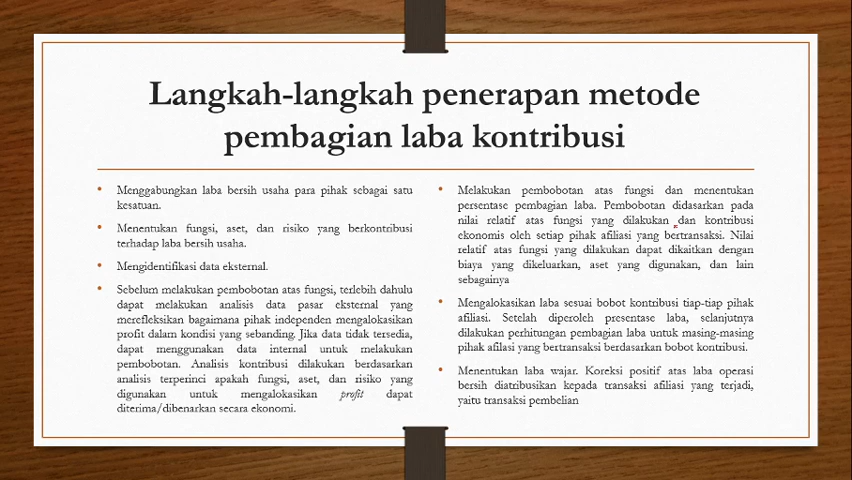 Langkah-langkah penerapan metode
pembagian laba kontribusi
• Menggabungkan laba bersih usaha para pihak sebagai satu
kesatuan.
• Menentukan fungsi, aset, dan risiko yang berkontribusi
terhadap laba bersih usaha.
• Mengidentifikasi data eksternal.
• Sebelum melakukan pembobotan atas fungsi, terlebih dahulu
dapat melakukan analisis data pasar eksternal yang
merefleksikan bagaimana pihak independen mengalokasikan
profit dalam kondisi yang sebanding. Jika data tidak tersedia,
dapat menggunakan data internal untuk melakukan
pembobotan. Analisis kontribusi dilakukan berdasarkan
analisis terperinci apakah fungsi, aset, dan risiko yang
digunakan untuk mengalokasikan profit dapat
diterima/dibenarkan secara ekonomi.
• Melakukan pembobotan atas fungsi dan menentukan
persentase pembagian laba. Pembobotan didasarkan pada
nilai relatif atas fungsi yang dilakukan dan kontribusi
ekonomis oleh setiap pihak afiliasi yang bertransaksi. Nilai
relatif atas fungsi yang dilakukan dapat dikaitkan dengan
biaya yang dikeluarkan, aset yang digunakan, dan lain
sebagainya
• Mengalokasikan laba sesuai bobot kontribusi tiap-tiap pihak
afiliasi. Setelah diperoleh presentase laba, selanjutnya
dilakukan perhitungan pembagian laba untuk masing-masing
pihak afilasi yang bertransaksi berdasarkan bobot kontribusi.
• Menentukan laba wajar. Koreksi positif atas laba operasi
bersih diatribusikan kepada transaksi afiliasi yang terjadi,
yaitu transaksi pembelian